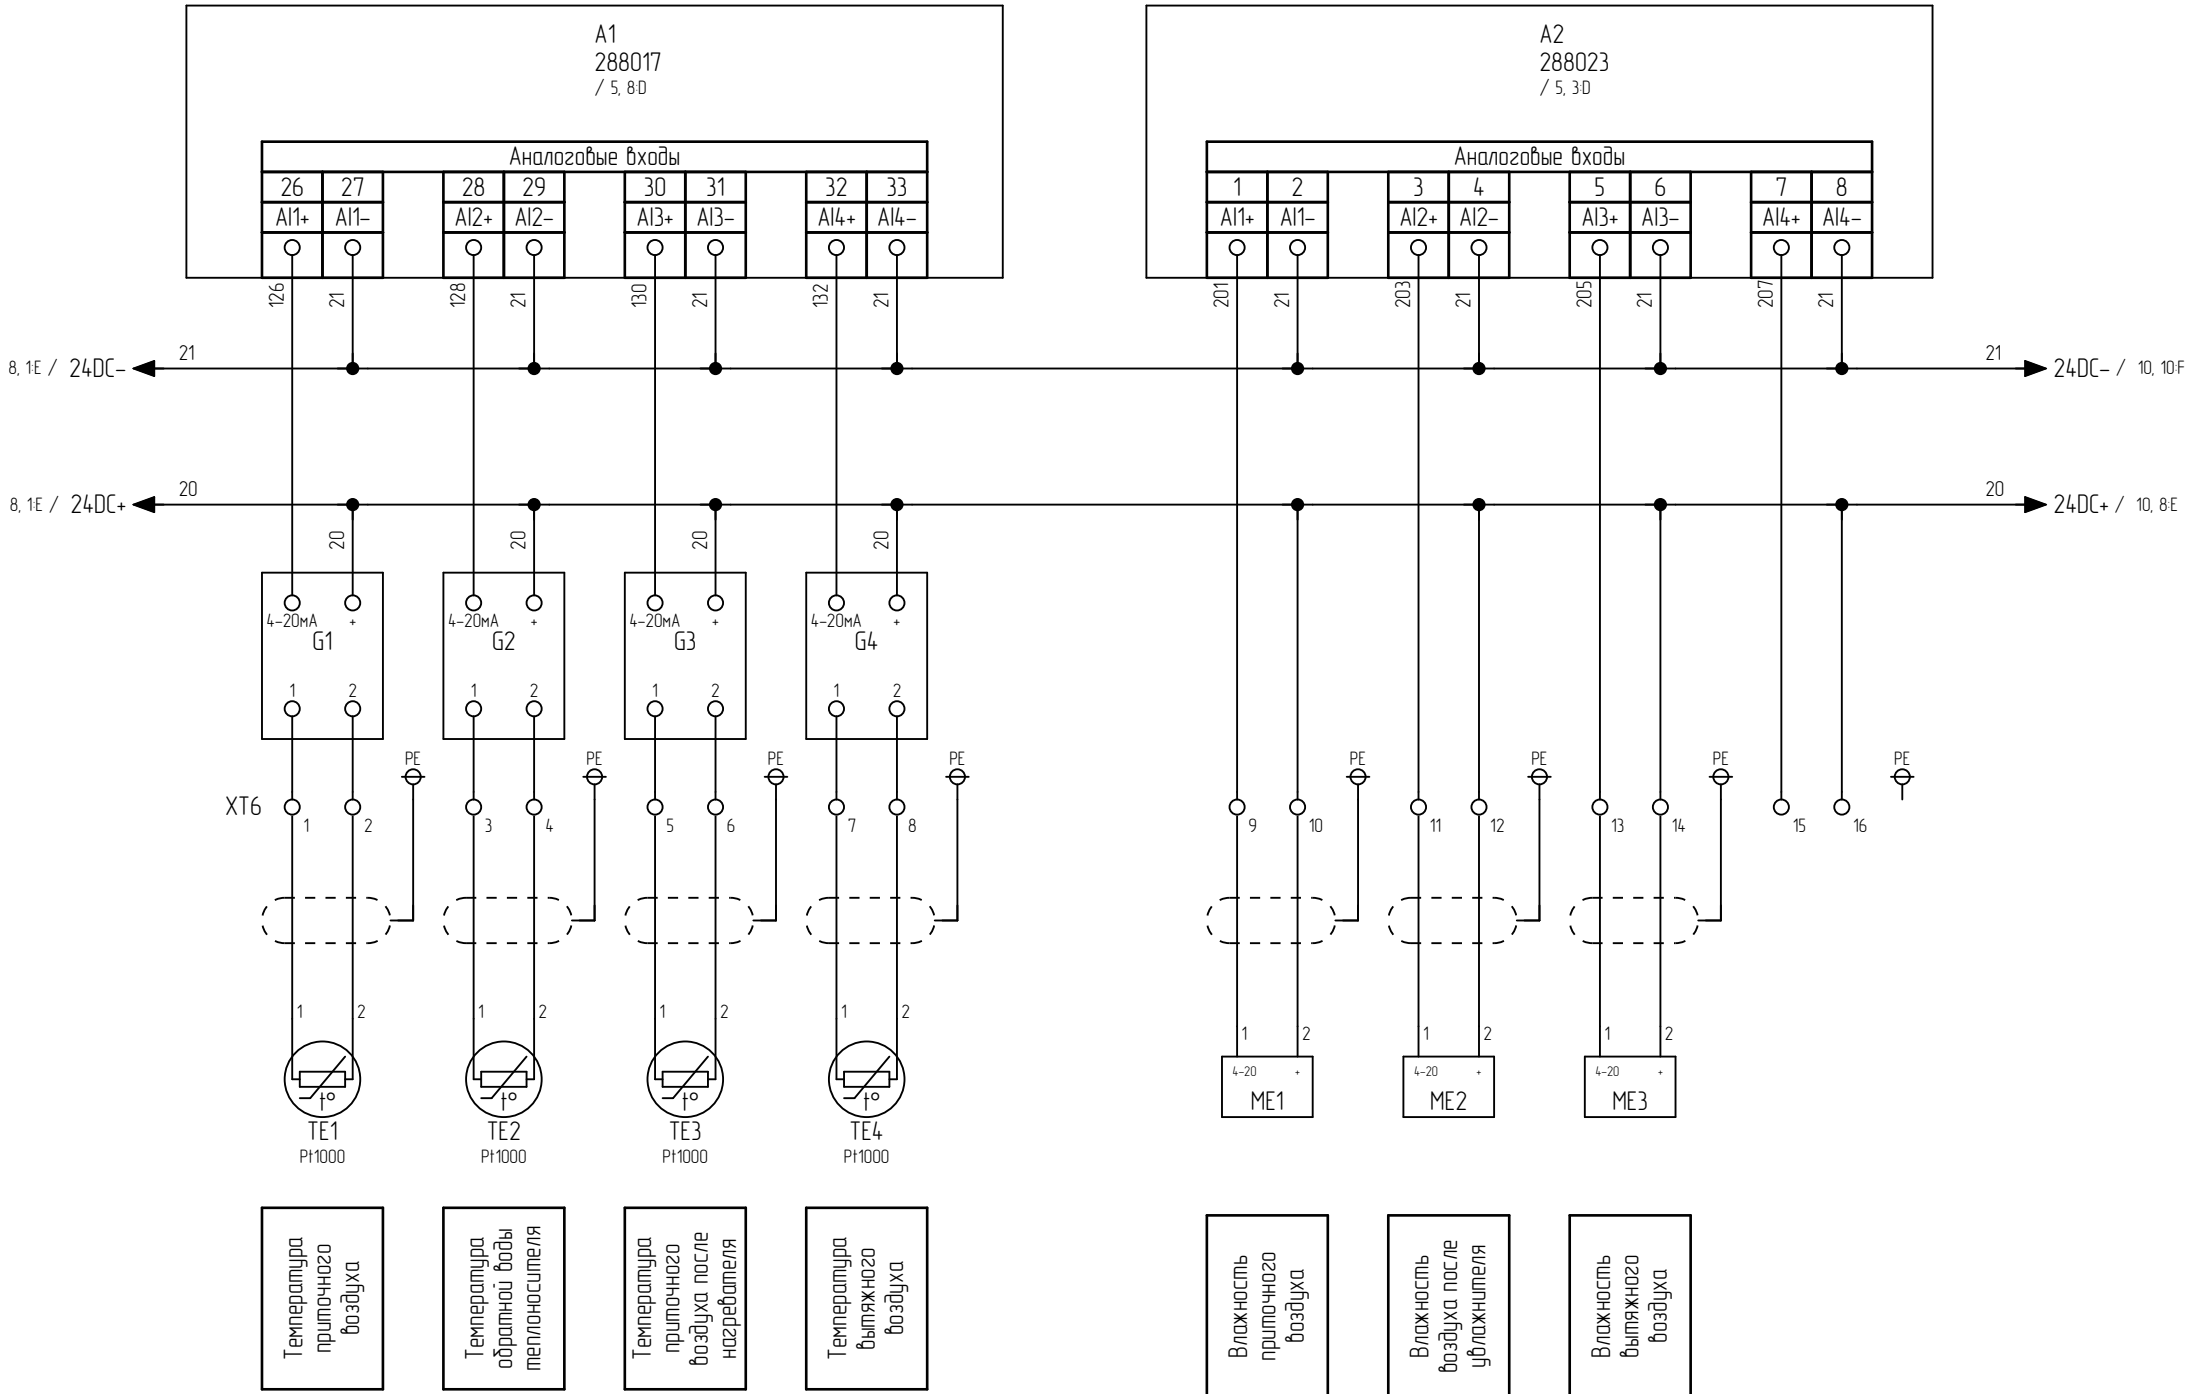 A1
288017
/ 5, 8:D
A2
288023
/ 5, 3:D
Аналоговые входы
Аналоговые входы
26 27 28 29 30 31 32 33
1 2 3 4 5 6 7 8
AI1+ AI1- AI2+ AI2- AI3+ AI3- AI4+ AI4-
AI1+ AI1- AI2+ AI2- AI3+ AI3- AI4+ AI4-
126 21 128 21 130 21 132 21
201 21 203 21 205 21 207 21
8, 1:E / 24DC- 21
21 24DC- / 10, 10:F
8, 1:E / 24DC+ 20
20 24DC+ / 10, 8:E
20 20 20 20
4-20мА + 4-20мА + 4-20мА + 4-20мА +
G1 G2 G3 G4
1 2 1 2 1 2 1 2
PE PE PE PE PE PE PE PE
XT6
1 2 3 4 5 6 7 8 9 10 11 12 13 14 15 16
1 2 1 2 1 2 1 2
1 2 1 2 1 2
4-20 + 4-20 + 4-20 +
ME1 ME2 ME3
t° t° t° t°
TE1 TE2 TE3 TE4
Pt1000 Pt1000 Pt1000 Pt1000
Температура
приточного
воздуха
Температура
обратной воды
теплоносителя
Температура
приточного
воздуха после
нагревателя
Температура
вытяжного
воздуха
Влажность
приточного
воздуха
Влажность
воздуха после
увлажнителя
Влажность
вытяжного
воздуха